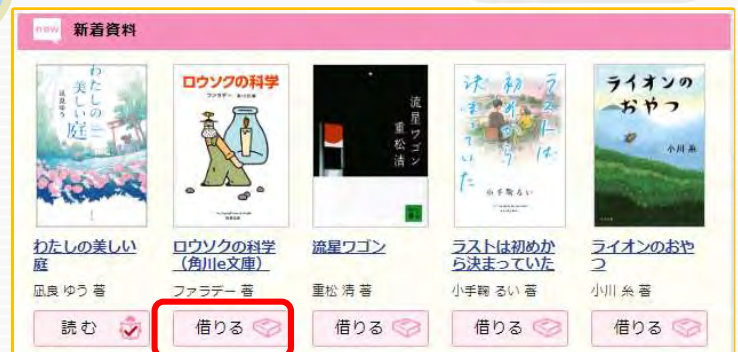 new 新着資料
わたしの
美しい
庭
凪良ゆう
ロウソクの科学
ファラデー
流星ワゴン
重松 清
ラストは
初めから
決まっていた
小手鞠るい
ライオンの
おやつ
小川糸
わたしの美しい
庭
凪良 ゆう 著
読む
ロウソクの科学
（角川e文庫）
ファラデー 著
借りる
流星ワゴン
重松 清 著
借りる
ラストは初めか
ら決まっていた
小手鞠 るい 著
借りる
ライオンのおや
つ
小川 糸 著
借りる